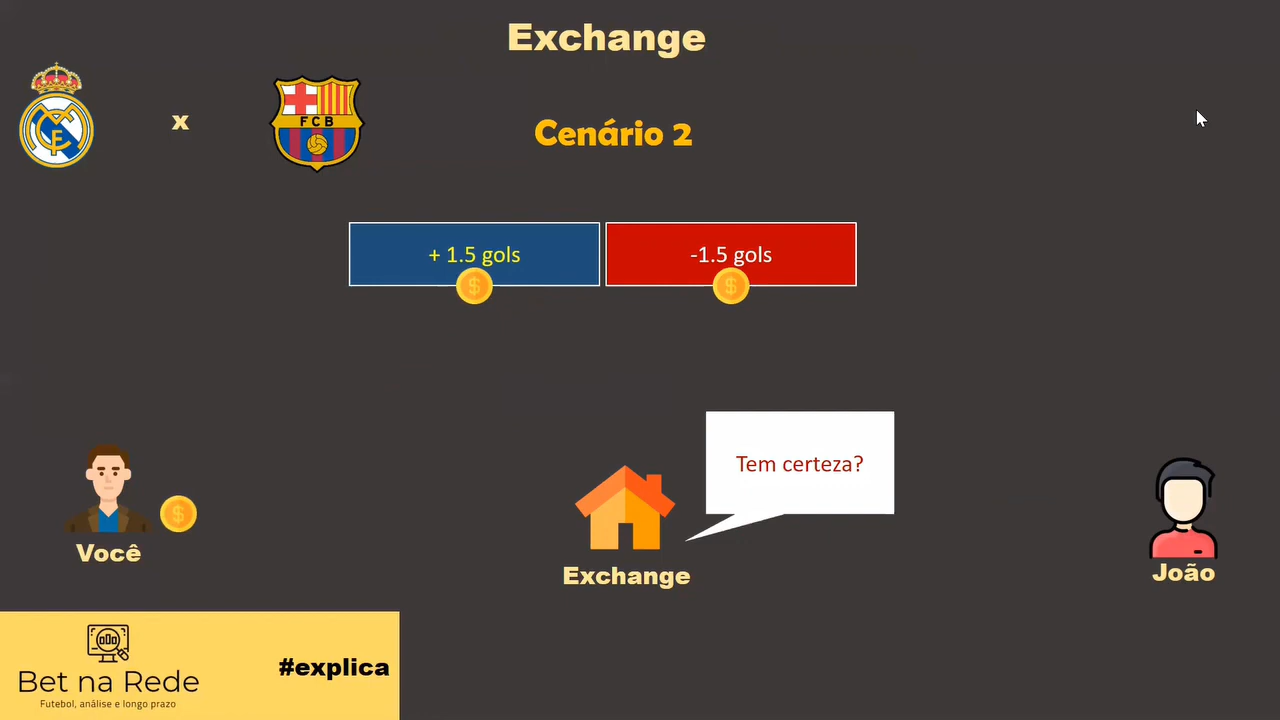 Exchange
x
FCB
Cenário 2
+ 1.5 gols
-1.5 gols
$
$
Tem certeza?
$
Você
Exchange
João
Bet na Rede
Futebol, análise e longo prazo
#explica